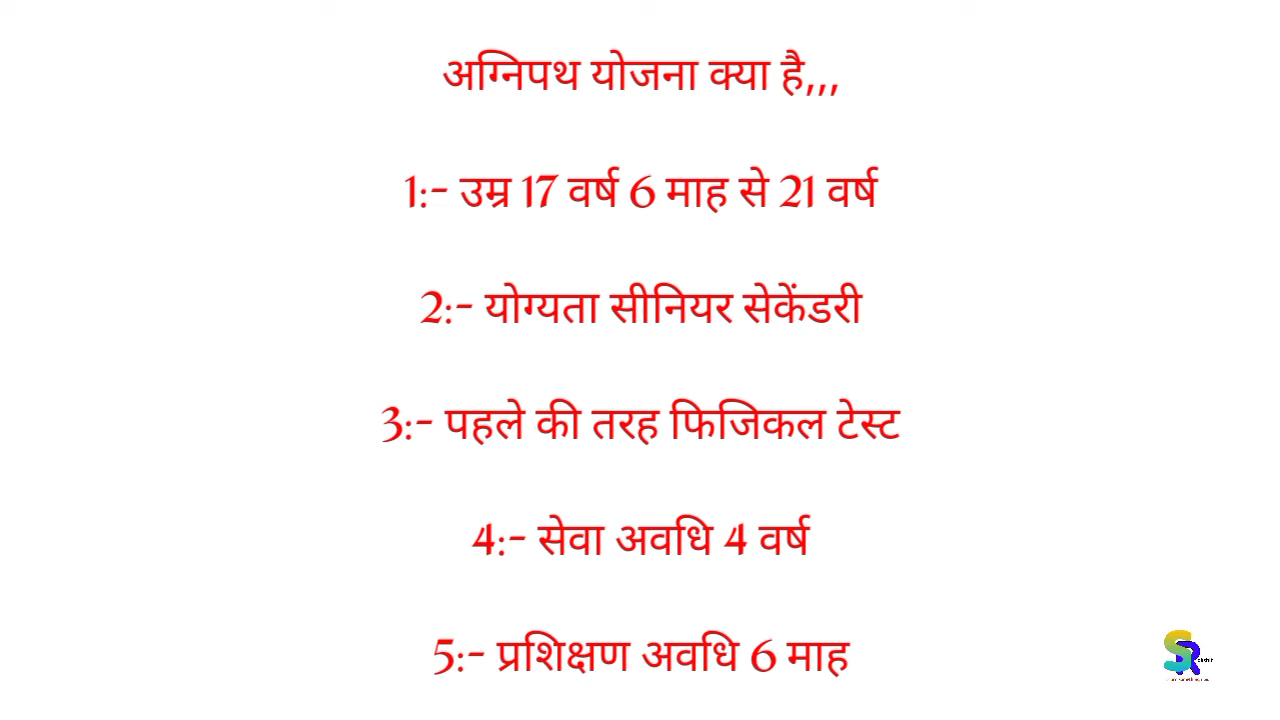 अग्निपथ योजना क्या है,,,
1:- उम्र 17 वर्ष 6 माह से 21 वर्ष
2:- योग्यता सीनियर सेकेंडरी
3:- पहले की तरह फिजिकल टेस्ट
4:- सेवा अवधि 4 वर्ष
5:- प्रशिक्षण अवधि 6 माह
SR